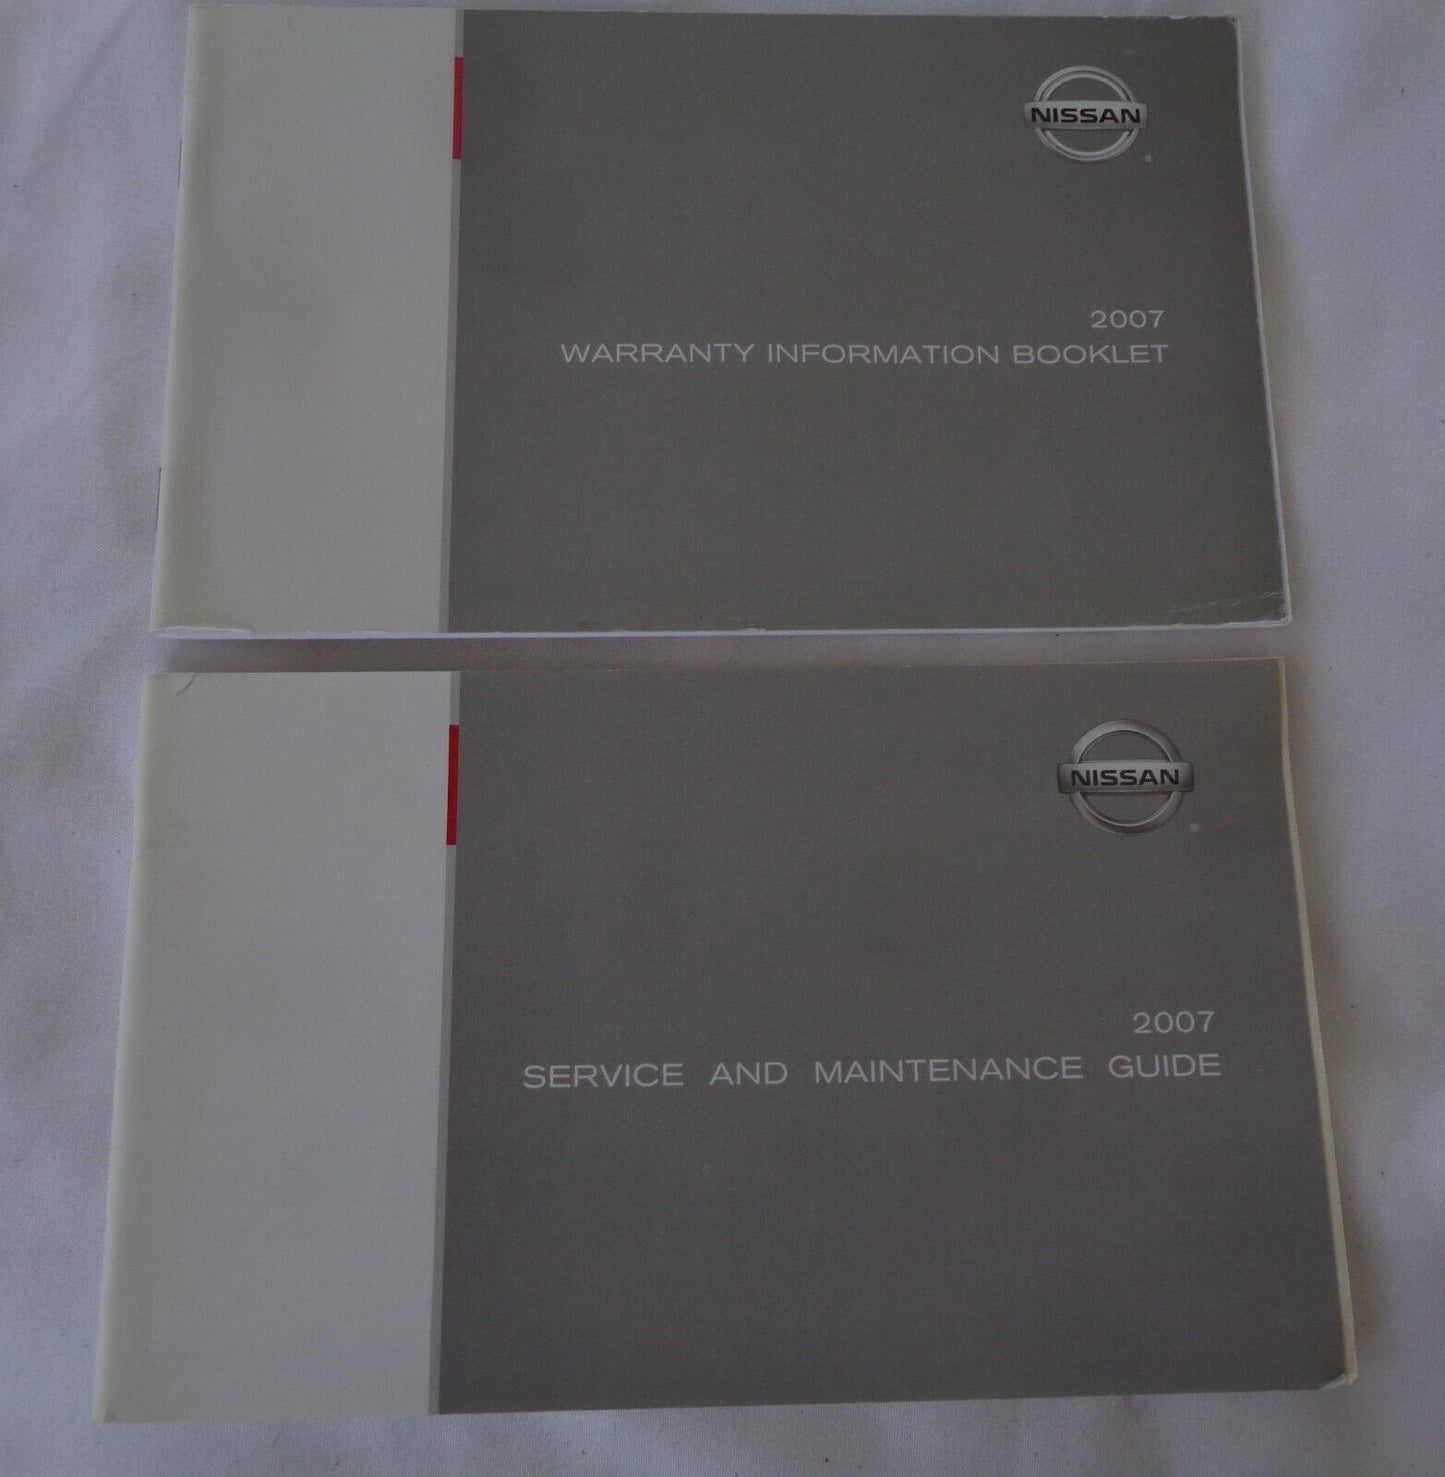 NISSAN
®
2007
WARRANTY INFORMATION BOOKLET
NISSAN
®
2007
SERVICE AND MAINTENANCE GUIDE